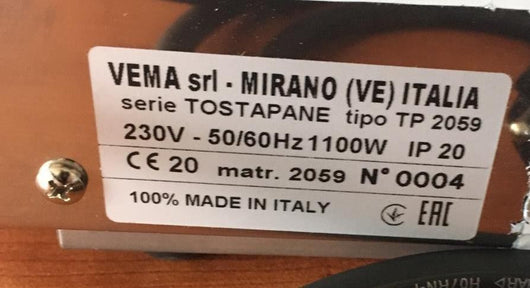 VEMA srl - MIRANO (VE) ITALIA
serie TOSTAPANE tipo TP 2059
230V - 50/60Hz 1100W IP 20
CE 20 matr. 2059 N° 0004
100% MADE IN ITALY
EAC